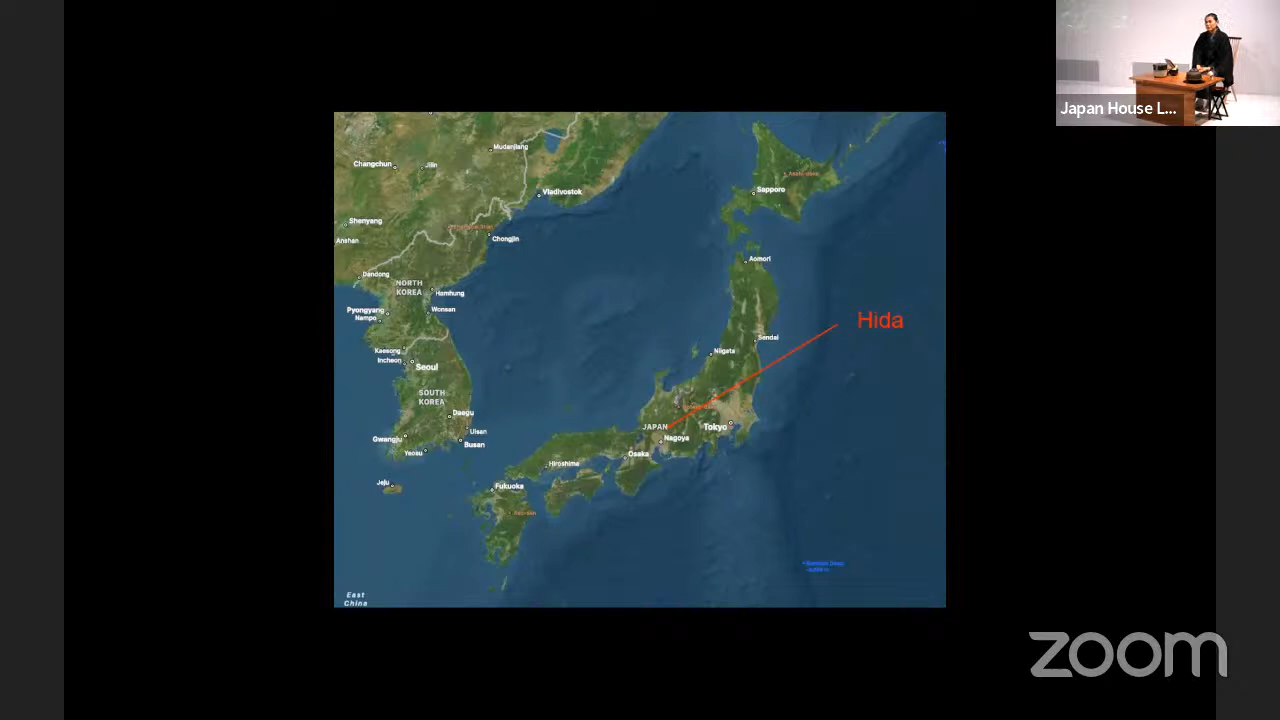 Japan House L...
Mudanjiang
Changchun
Jilin
Vladivostok
Sapporo
Shenyang
Anshan
Chongjin
Aomori
Dandong
NORTH
KOREA
Hamhung
Pyongyang
Nampo
Wonsan
Hida
Sendai
Niigata
Kaesong
Incheon
Seoul
SOUTH
KOREA
Daegu
Ulsan
Gwangju
Busan
Yeosu
JAPAN
Tokyo
Nagoya
Osaka
Hiroshima
Jeju
Fukuoka
East
China
zoom